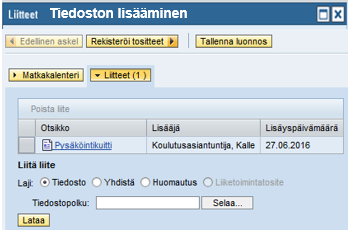 Liitteet Tiedoston lisääminen
Edellinen askel Rekisteröi tositteet Tallenna luonnos
Matkakalenteri Liitteet (1)
Poista liite
Otsikko Lisääjä Lisäyspäivämäärä
Pysäköintikuitti Koulutusasiantuntija, Kalle 27.06.2016
Liitä liite
Laji: Tiedosto Yhdistä Huomautus Liiketoimintatosite
Tiedostopolku: Selaa...
Lataa